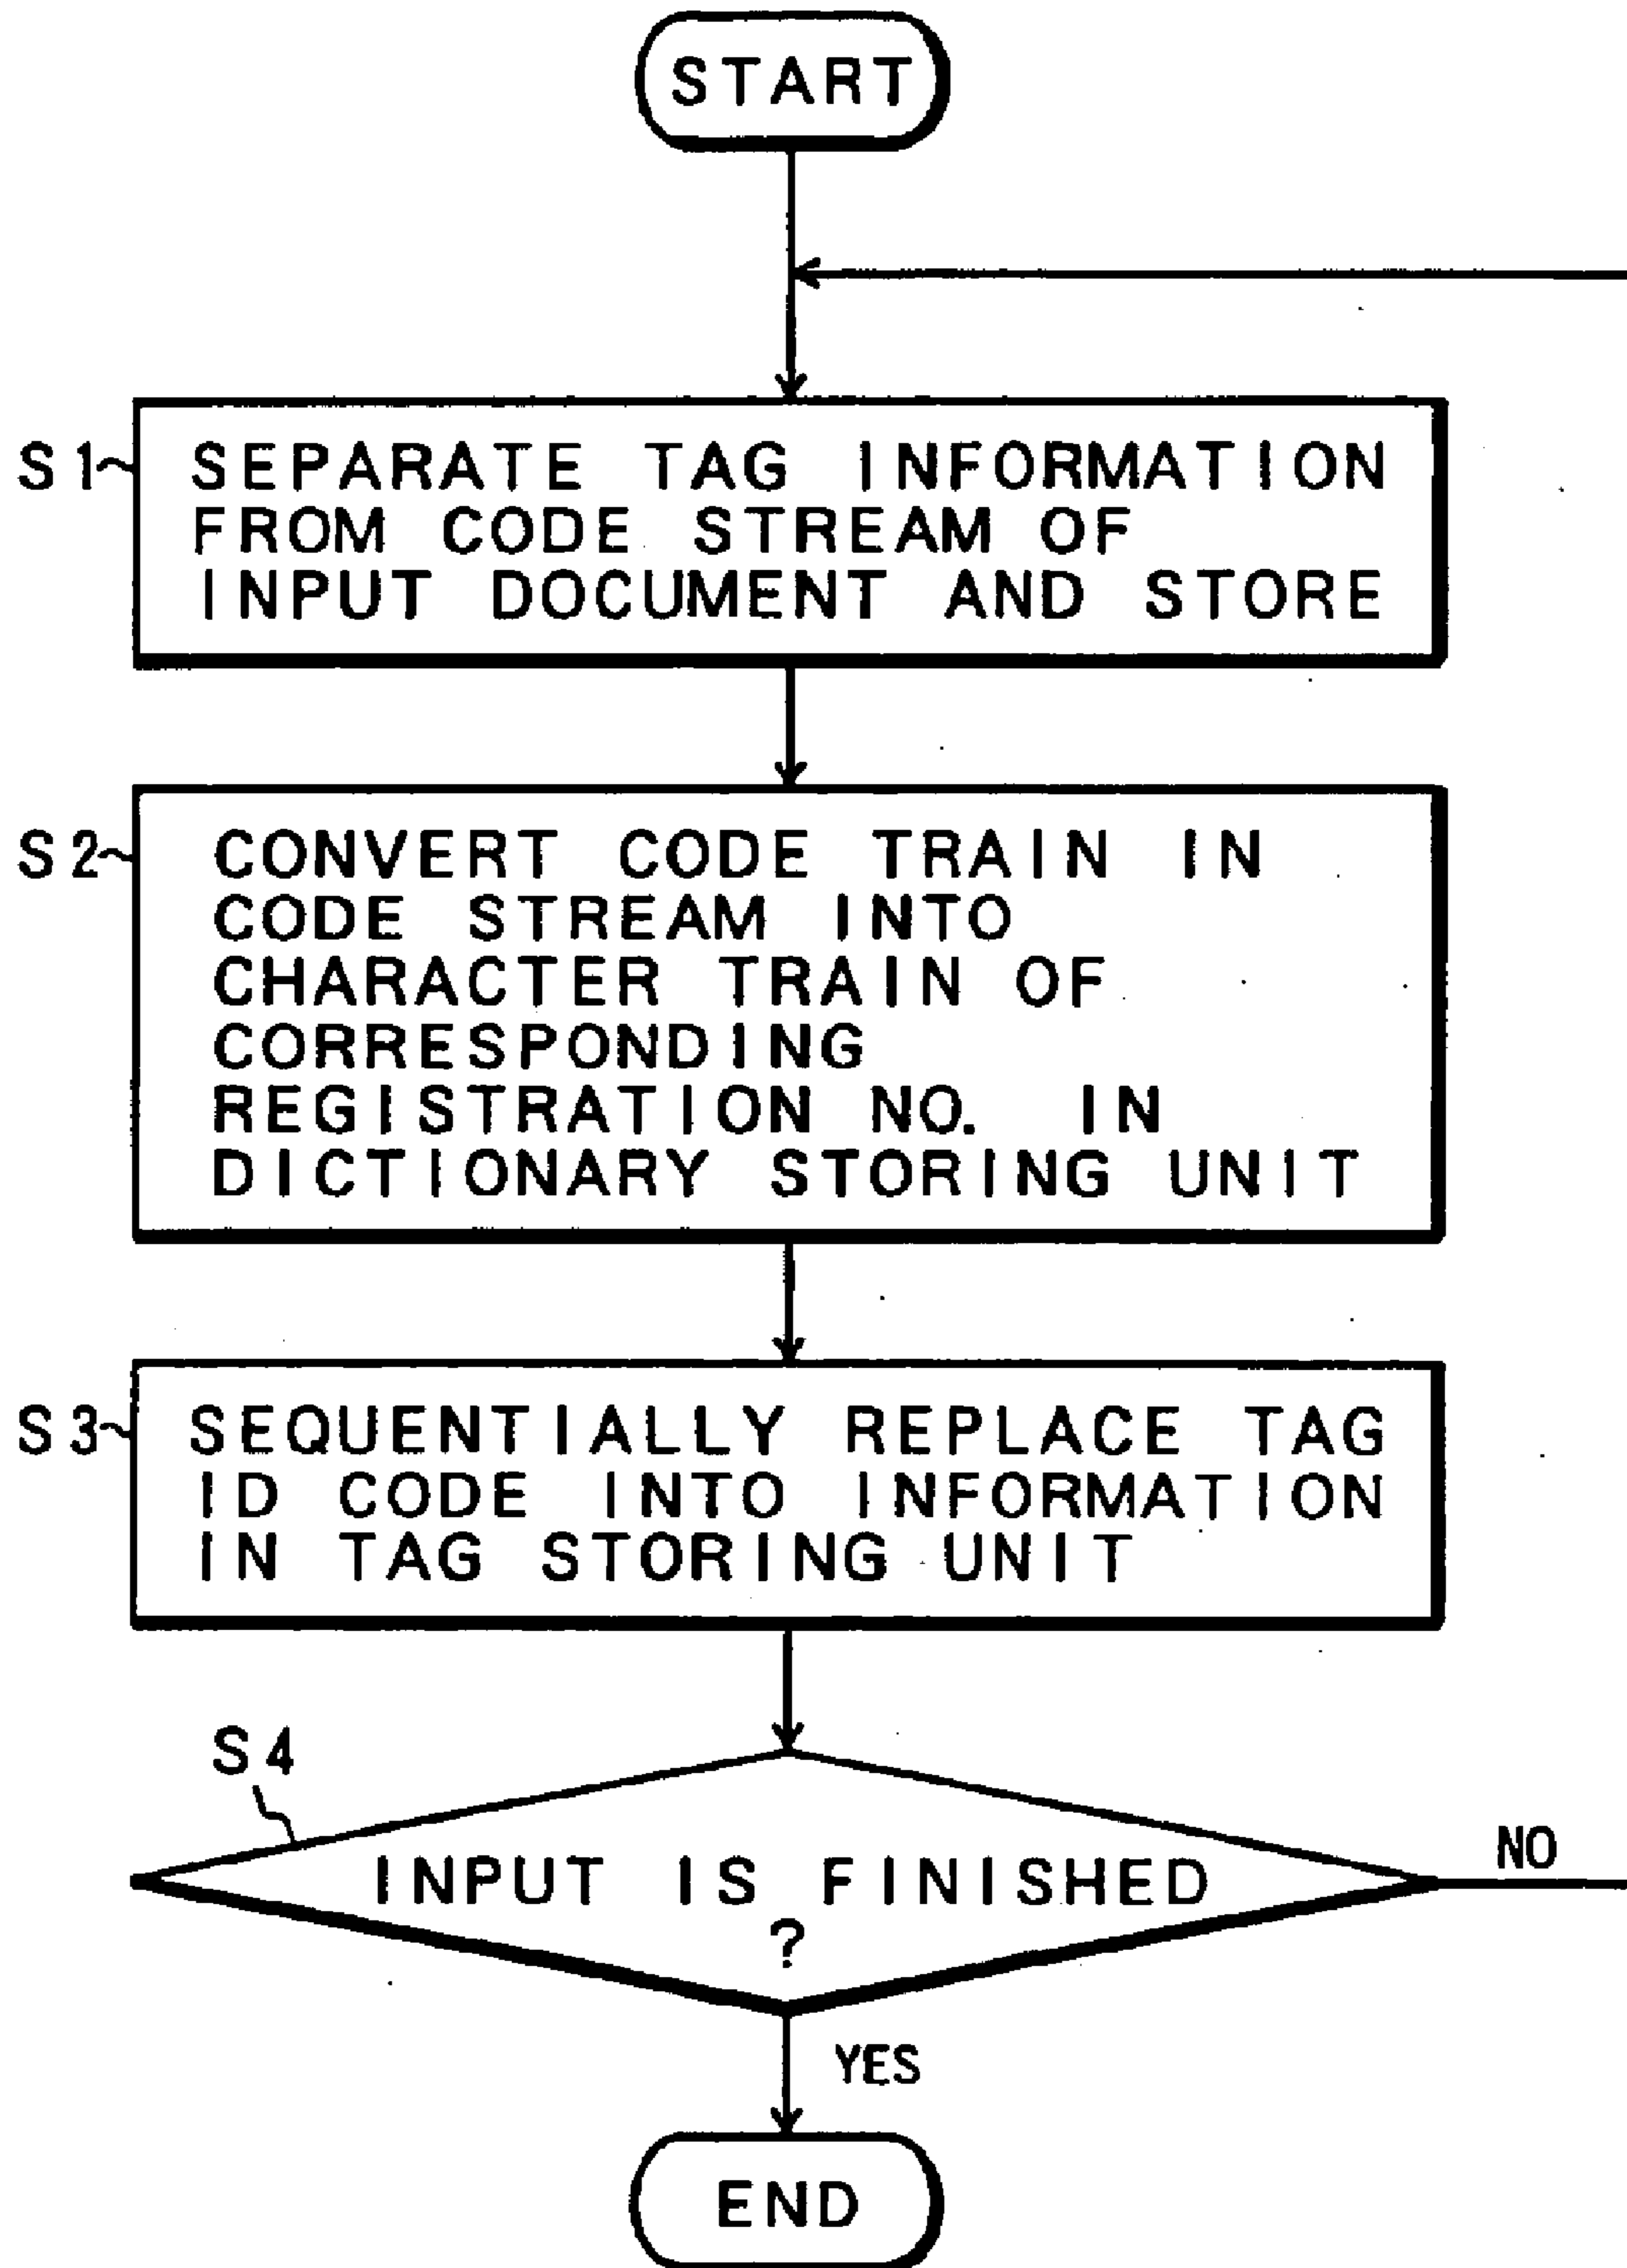 START
S1
SEPARATE TAG INFORMATION
FROM CODE STREAM OF
INPUT DOCUMENT AND STORE
S2
CONVERT CODE TRAIN IN
CODE STREAM INTO
CHARACTER TRAIN OF
CORRESPONDING
REGISTRATION NO. IN
DICTIONARY STORING UNIT
S3
SEQUENTIALLY REPLACE TAG
ID CODE INTO INFORMATION
IN TAG STORING UNIT
S4
INPUT IS FINISHED
?
NO
YES
END